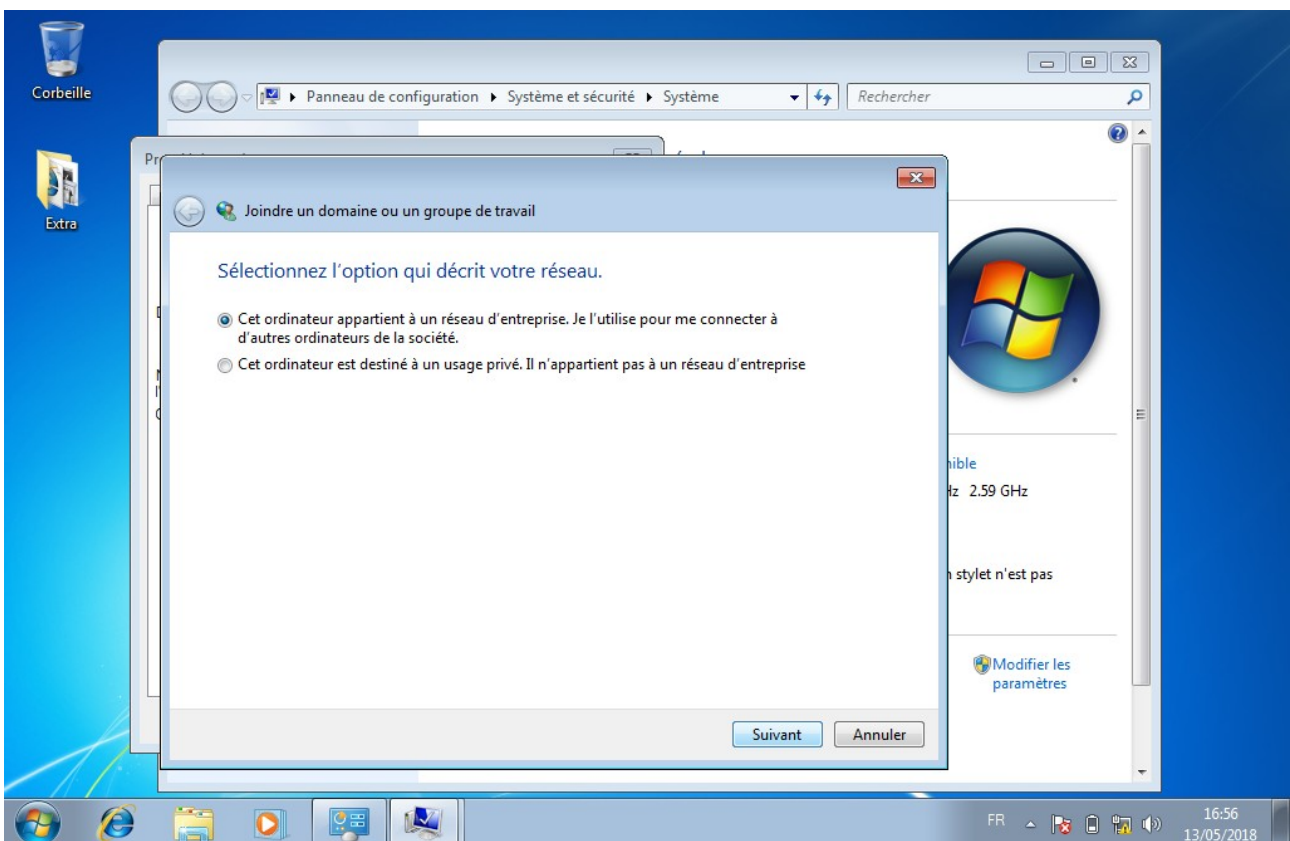 Corbeille
Extra
Panneau de configuration Système et sécurité Système
Rechercher
Joindre un domaine ou un groupe de travail
Sélectionnez l'option qui décrit votre réseau.
Cet ordinateur appartient à un réseau d'entreprise. Je l'utilise pour me connecter à
d'autres ordinateurs de la société.
Cet ordinateur est destiné à un usage privé. Il n'appartient pas à un réseau d'entreprise
2.59 GHz
stylet n'est pas
Modifier les
paramètres
Suivant Annuler
FR
16:56
13/05/2018